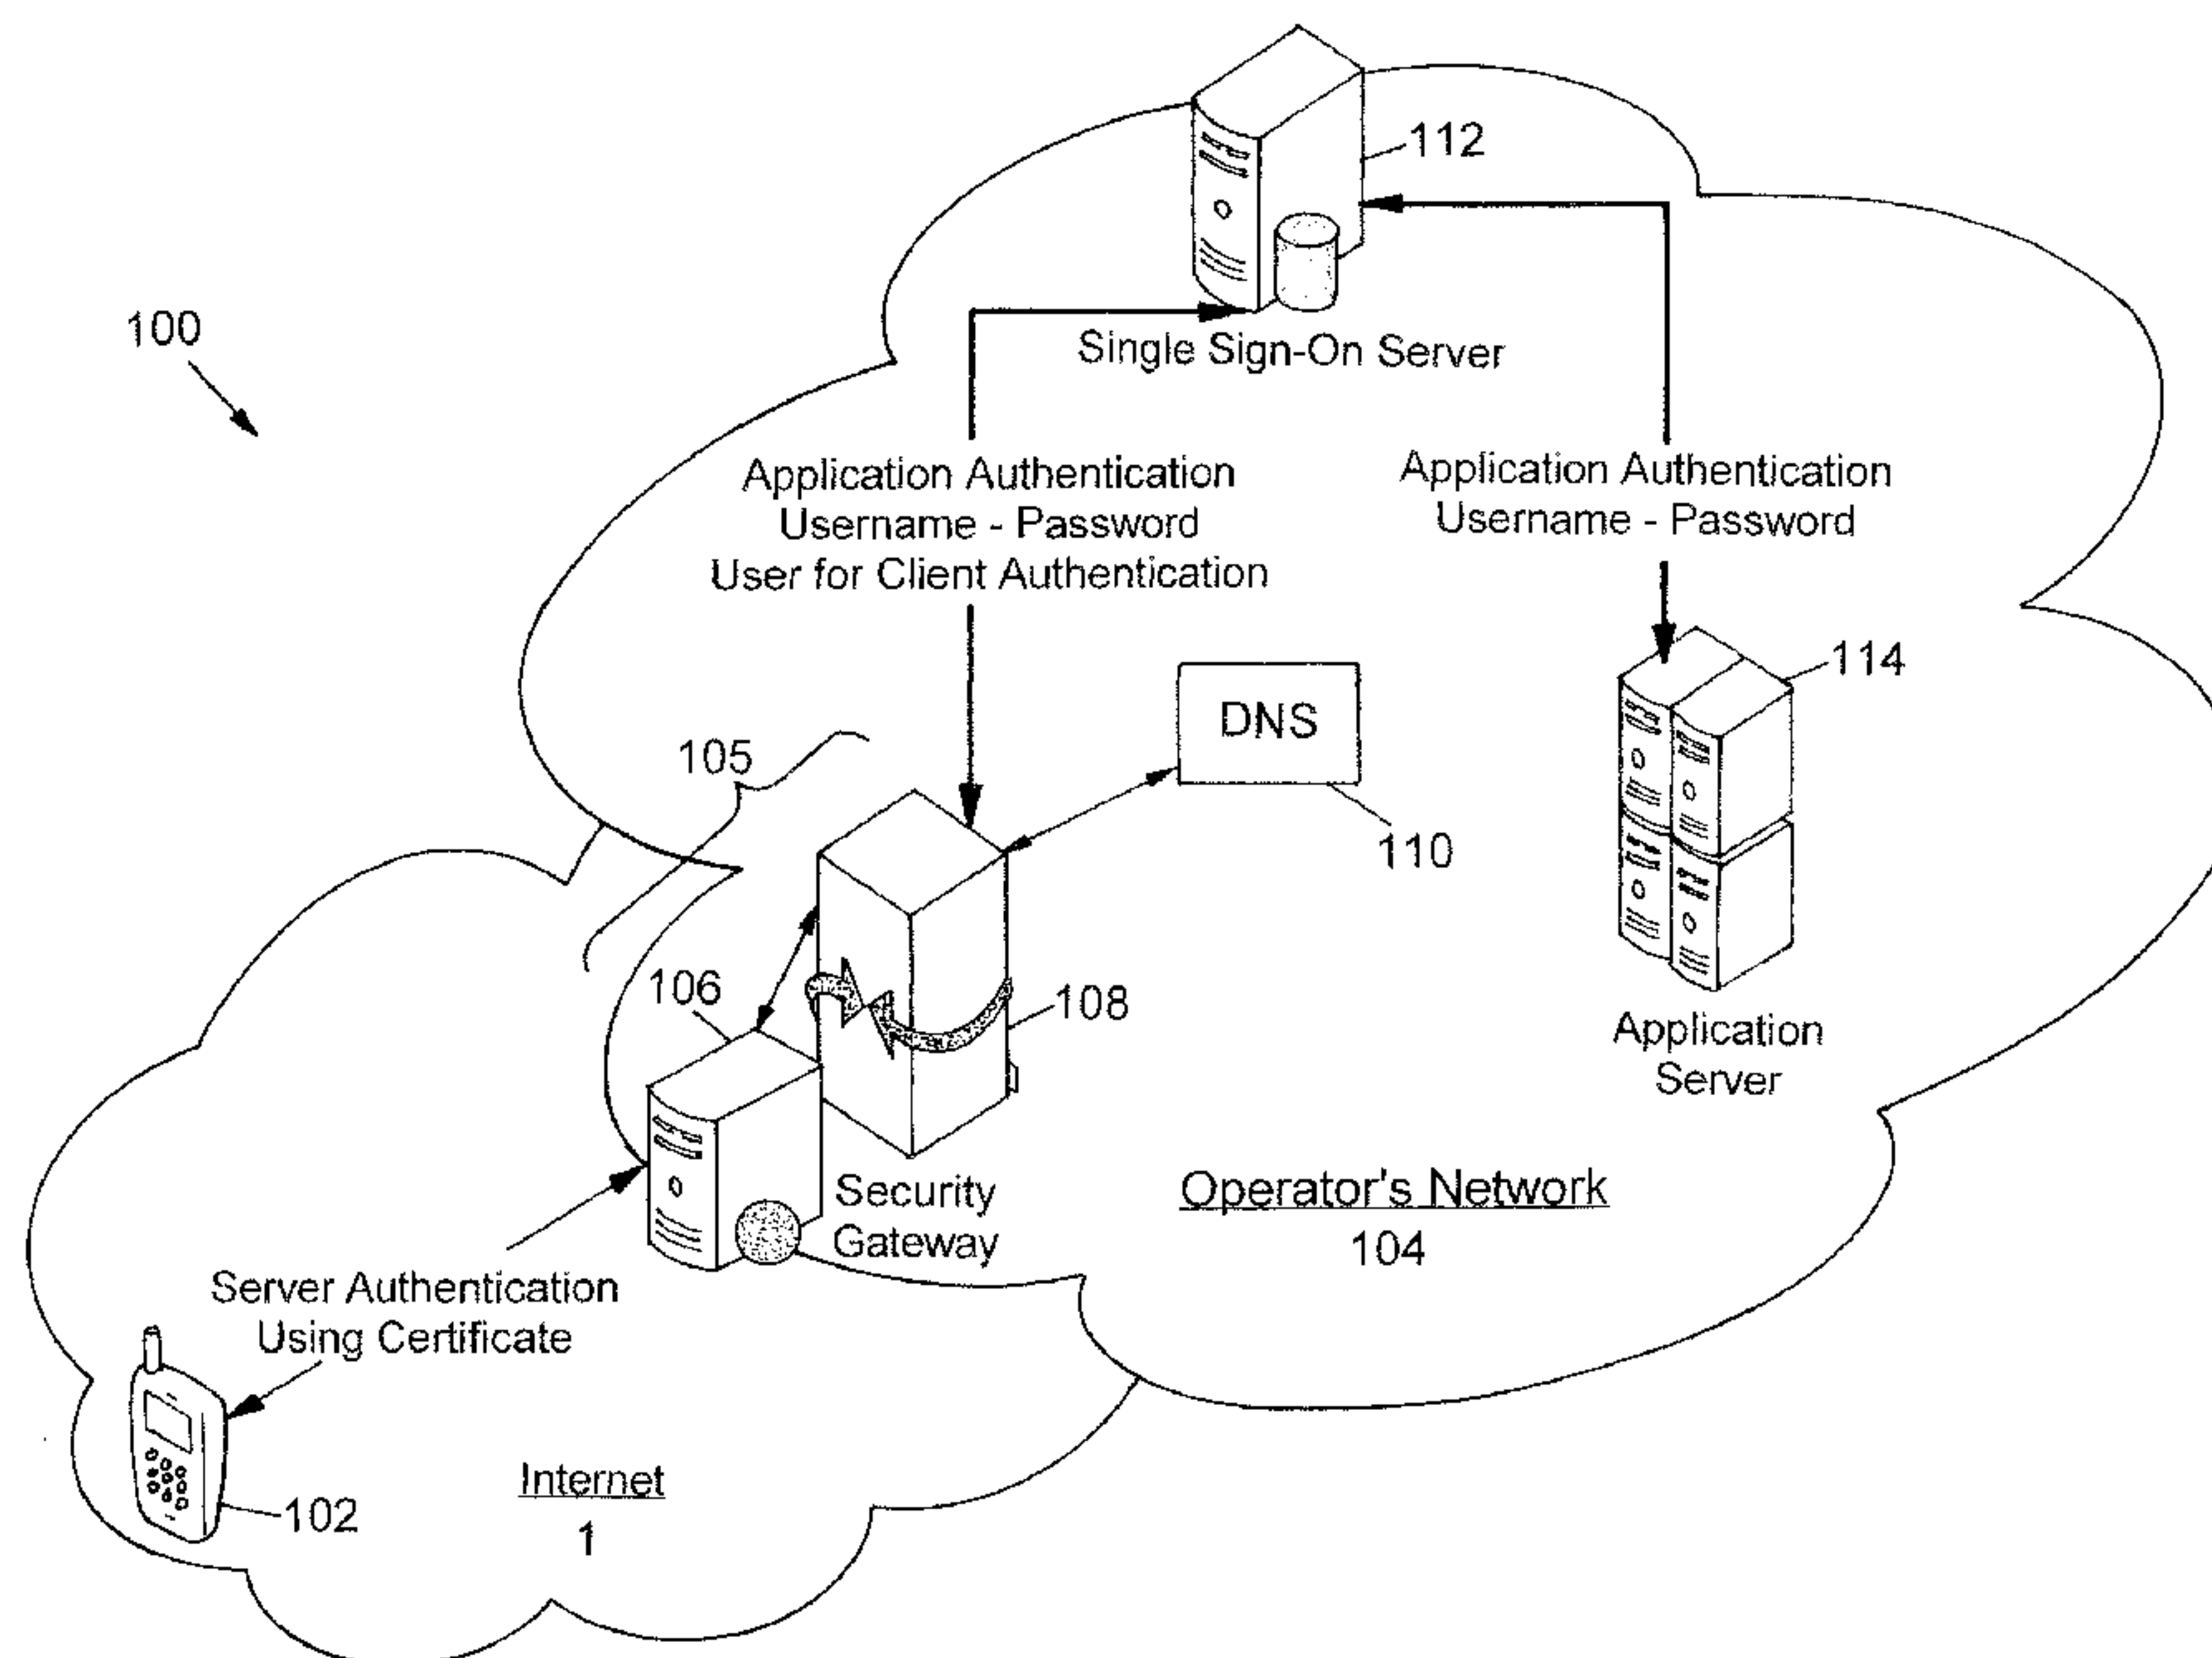 112
100
Single Sign-On Server
Application Authentication
Username - Password
User for Client Authentication
Application Authentication
Username - Password
114
DNS
105
110
106
108
Application
Server
Security
Gateway
Operator's Network
104
Server Authentication
Using Certificate
Internet
1
102